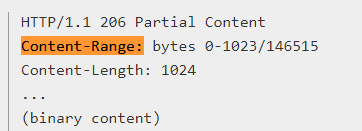 HTTP/1.1 206 Partial Content
Content-Range: bytes 0-1023/146515
Content-Length: 1024
...
(binary content)